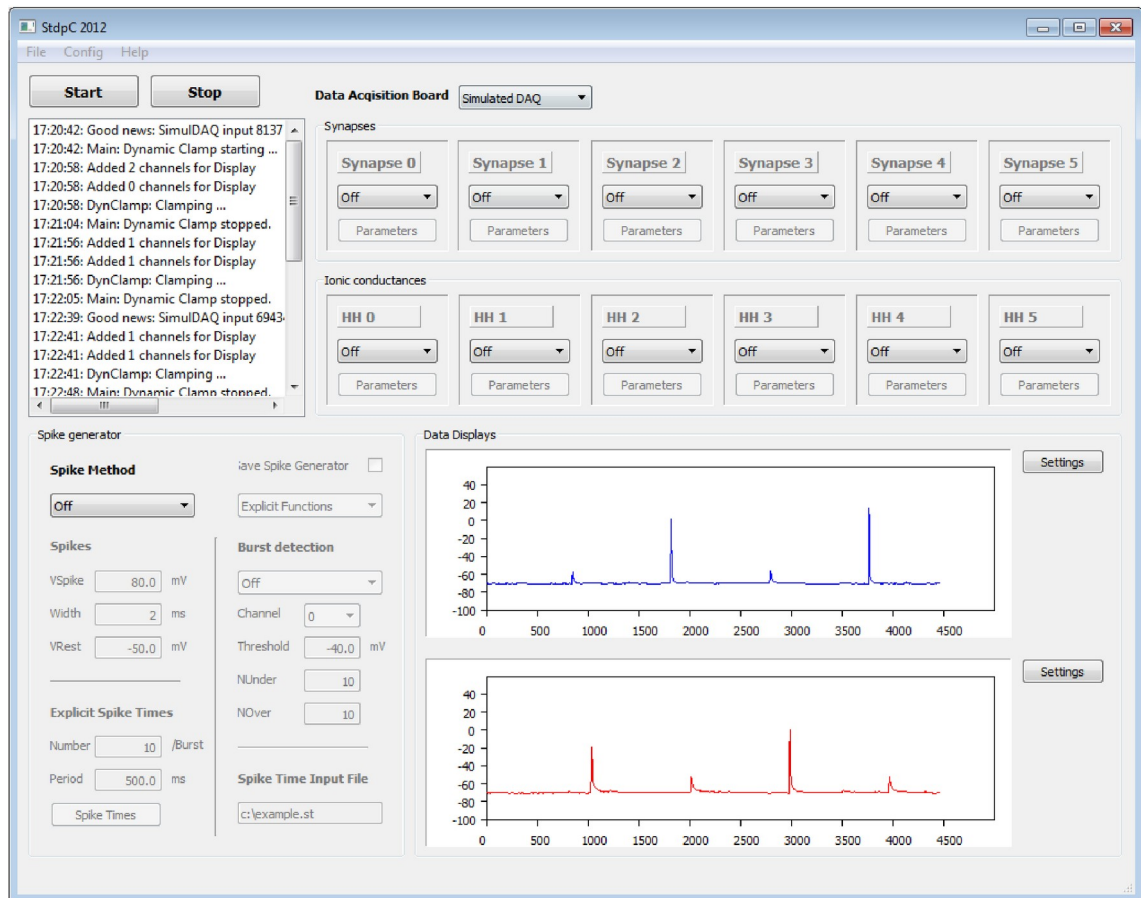 StdpC 2012
File Config Help
Start Stop
Data Acqisition Board Simulated DAQ
17:20:42: Good news: SimulDAQ input 8137
17:20:42: Main: Dynamic Clamp starting ...
17:20:58: Added 2 channels for Display
17:20:58: Added 0 channels for Display
17:20:58: DynClamp: Clamping ...
17:21:04: Main: Dynamic Clamp stopped.
17:21:56: Added 1 channels for Display
17:21:56: Added 1 channels for Display
17:21:56: DynClamp: Clamping ...
17:22:05: Main: Dynamic Clamp stopped.
17:22:39: Good news: SimulDAQ input 6943
17:22:41: Added 1 channels for Display
17:22:41: Added 1 channels for Display
17:22:41: DynClamp: Clamping ...
17:22:48: Main: Dynamic Clamp stopped.
Synapses
Synapse 0 Synapse 1 Synapse 2 Synapse 3 Synapse 4 Synapse 5
Off Off Off Off Off Off
Parameters Parameters Parameters Parameters Parameters Parameters
Ionic conductances
HH 0 HH 1 HH 2 HH 3 HH 4 HH 5
Off Off Off Off Off Off
Parameters Parameters Parameters Parameters Parameters Parameters
Spike generator
Spike Method
Off
Spikes
VSpike 80.0 mV
Width 2 ms
VRest -50.0 mV
Explicit Spike Times
Number 10 /Burst
Period 500.0 ms
Spike Times
Save Spike Generator
Explicit Functions
Burst detection
Off
Channel 0
Threshold -40.0 mV
NUnder 10
NOver 10
Spike Time Input File
c:\example.st
Data Displays
Settings
40
20
0
-20
-40
-60
-80
-100
0 500 1000 1500 2000 2500 3000 3500 4000 4500
Settings
40
20
0
-20
-40
-60
-80
-100
0 500 1000 1500 2000 2500 3000 3500 4000 4500